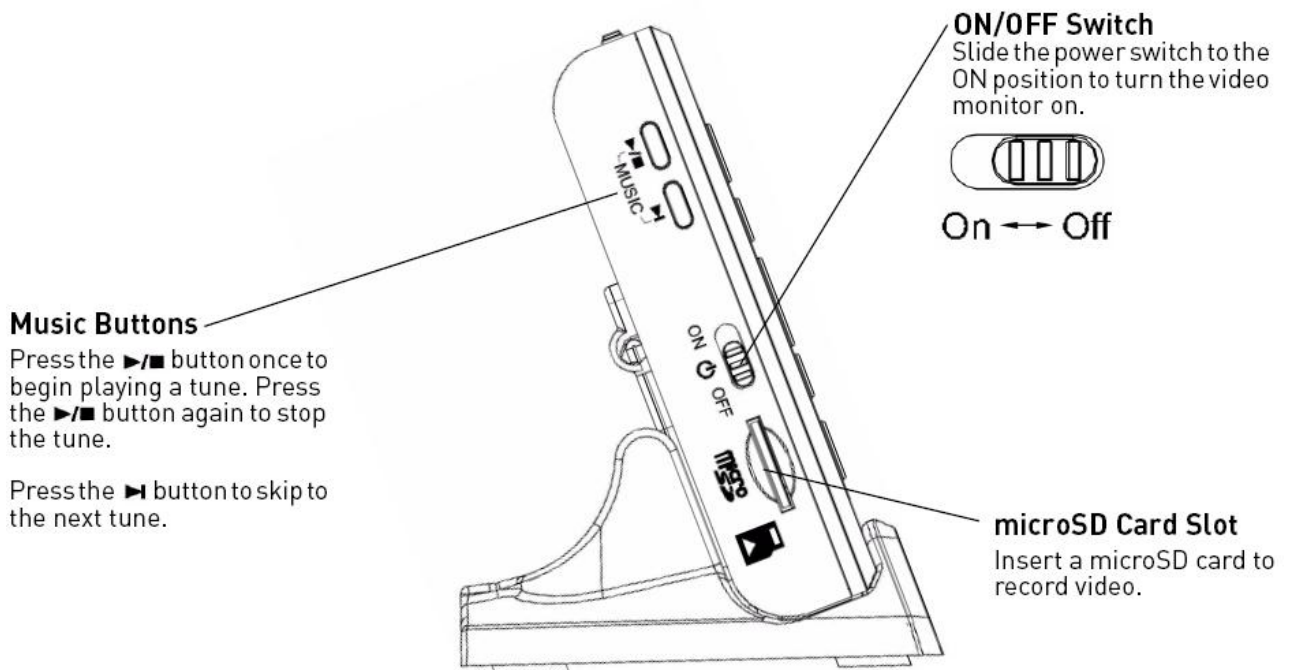 ON/OFF Switch
Slide the power switch to the
ON position to turn the video
monitor on.
On ↔ Off
▶/■
MUSIC
▶I
Music Buttons
Press the ▶/■ button once to
begin playing a tune. Press
the ▶/■ button again to stop
the tune.
Press the ▶I button to skip to
the next tune.
ON
OFF
micro
SD
microSD Card Slot
Insert a microSD card to
record video.